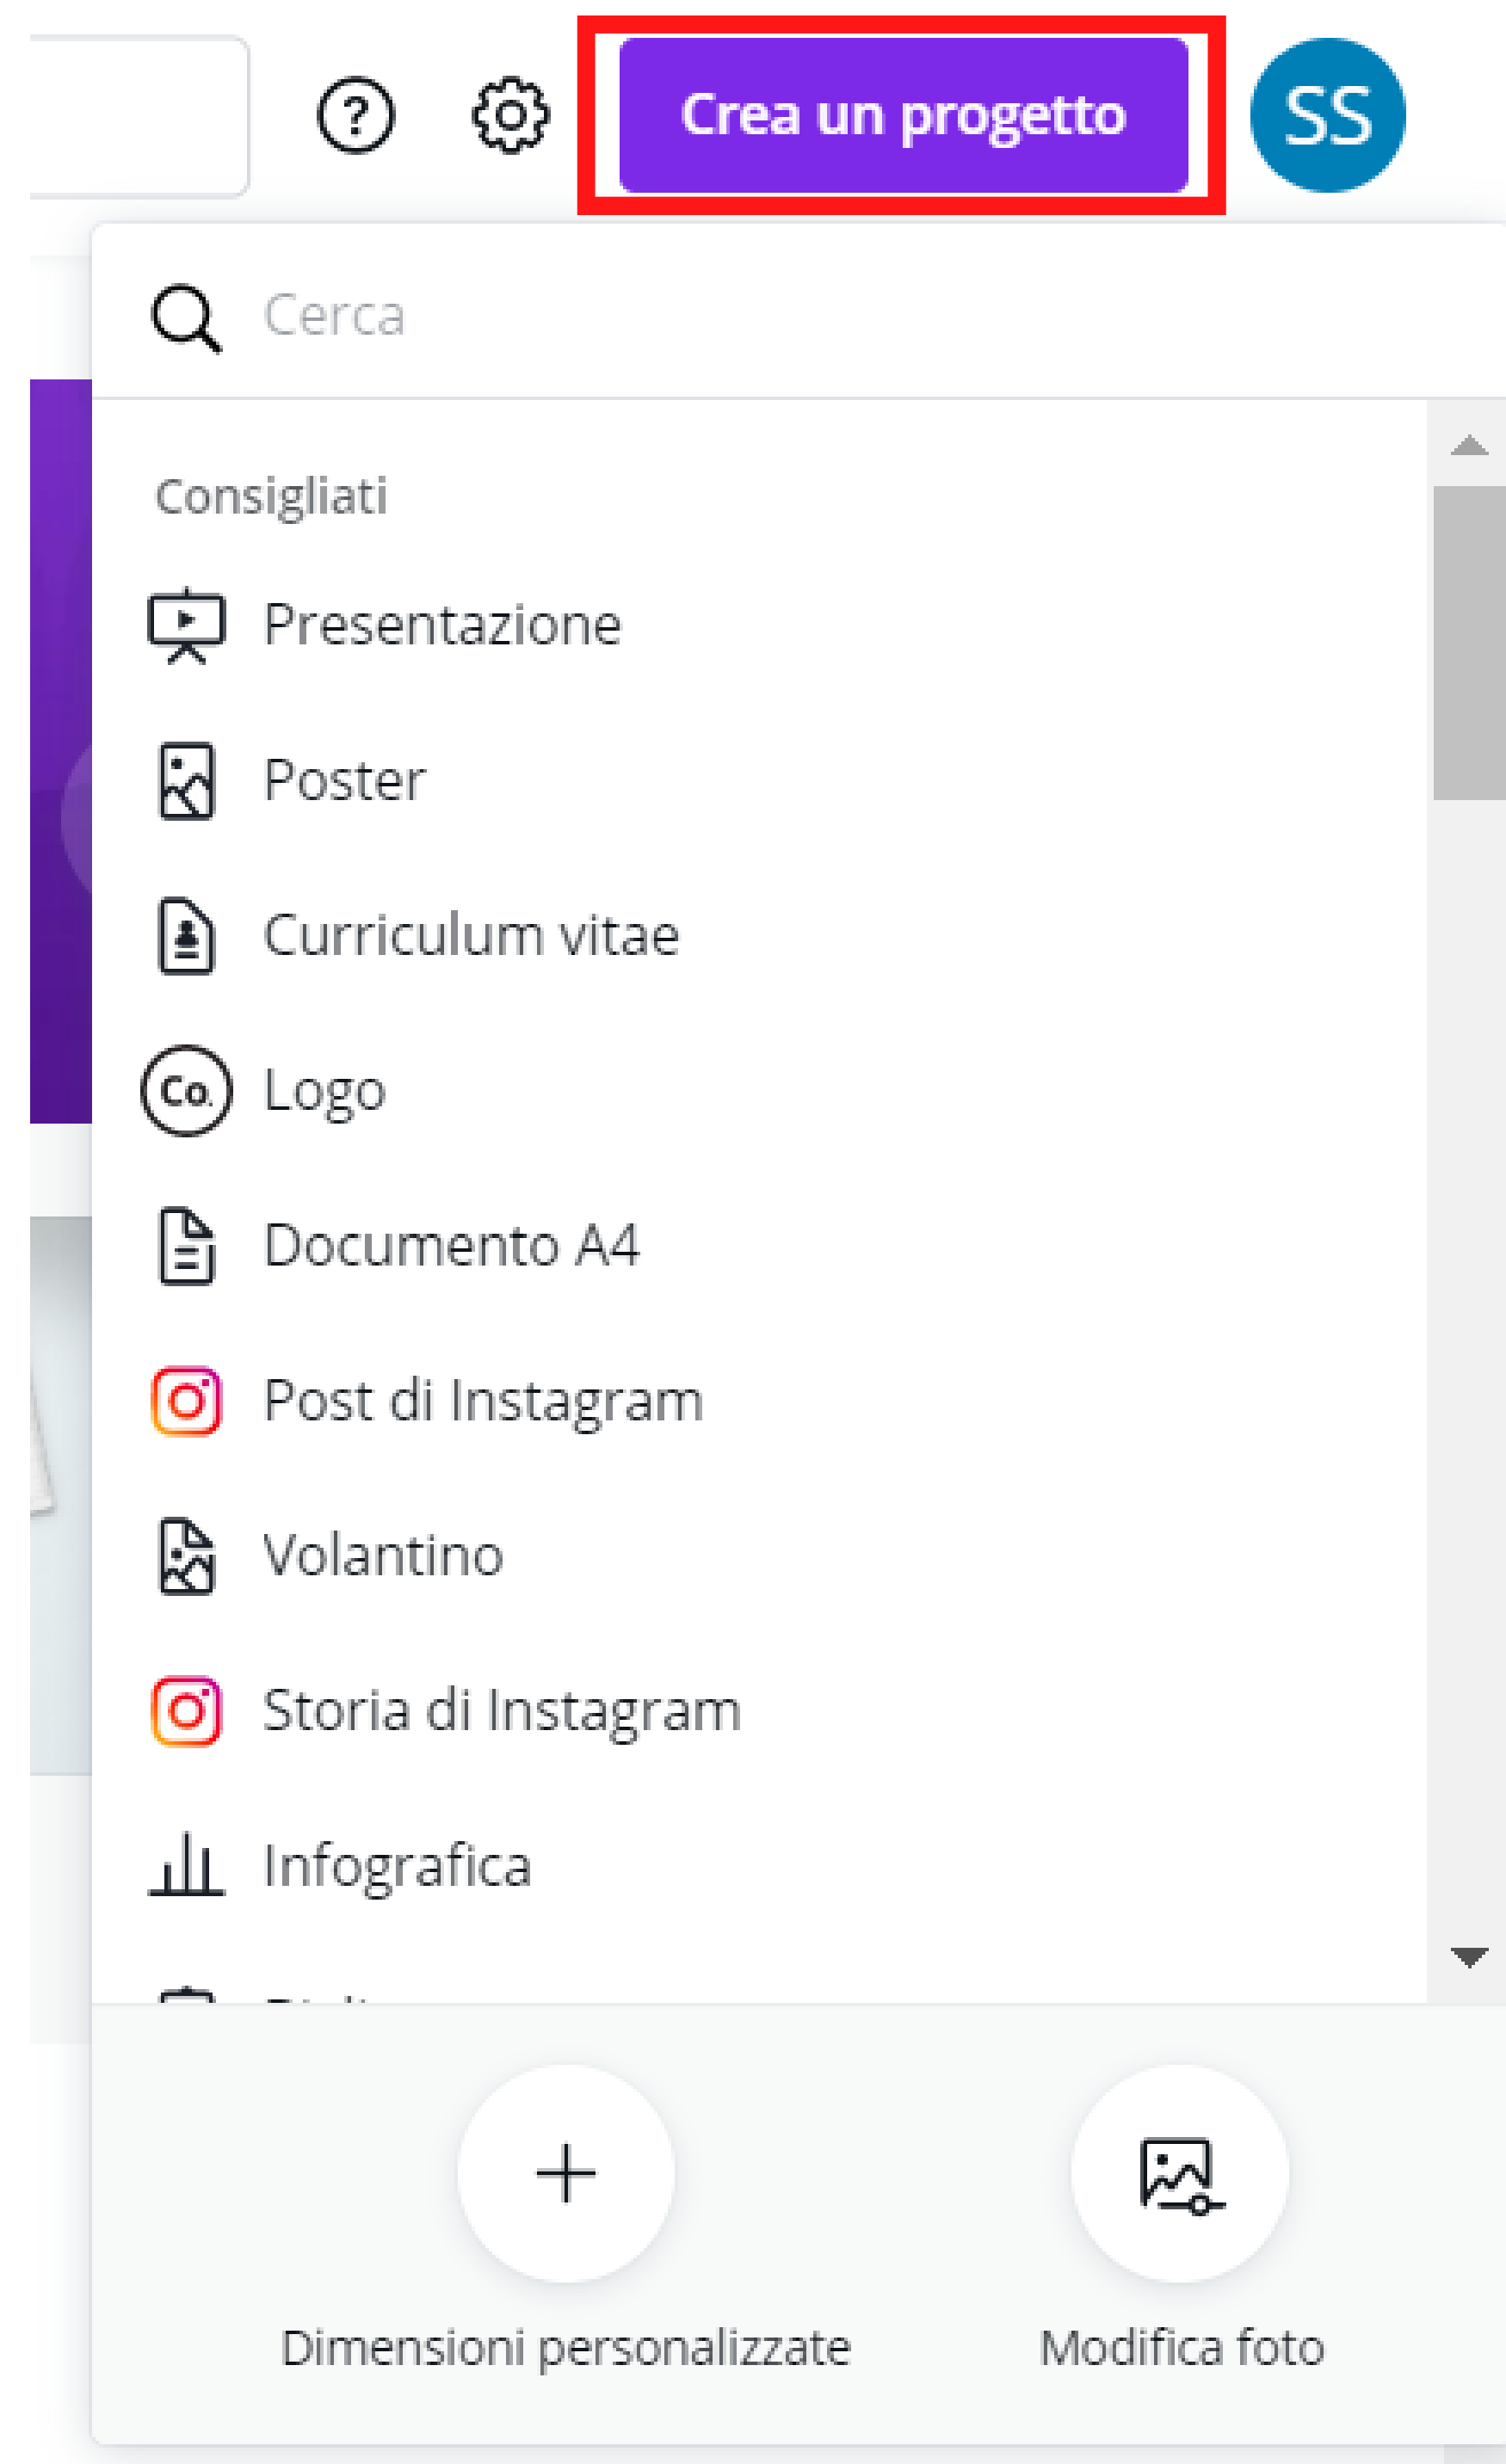 ?
Crea un progetto
SS
Cerca
Consigliati
Presentazione
Poster
Curriculum vitae
Co. Logo
Documento A4
Post di Instagram
Volantino
Storia di Instagram
Infografica
Dimensioni personalizzate
Modifica foto